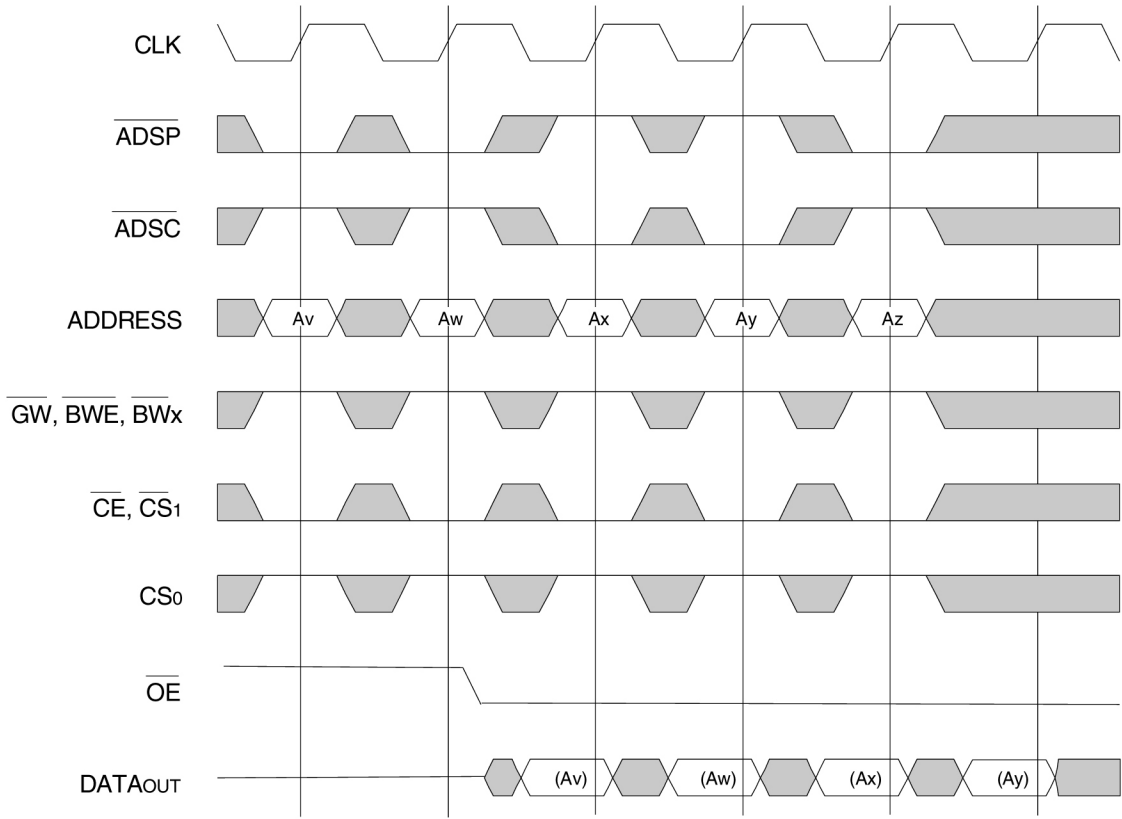 CLK
ADSP
ADSC
ADDRESS Av Aw Ax Ay Az
GW, BWE, BWx
CE, CS1
CS0
OE
DATAOUT (Av) (Aw) (Ax) (Ay)